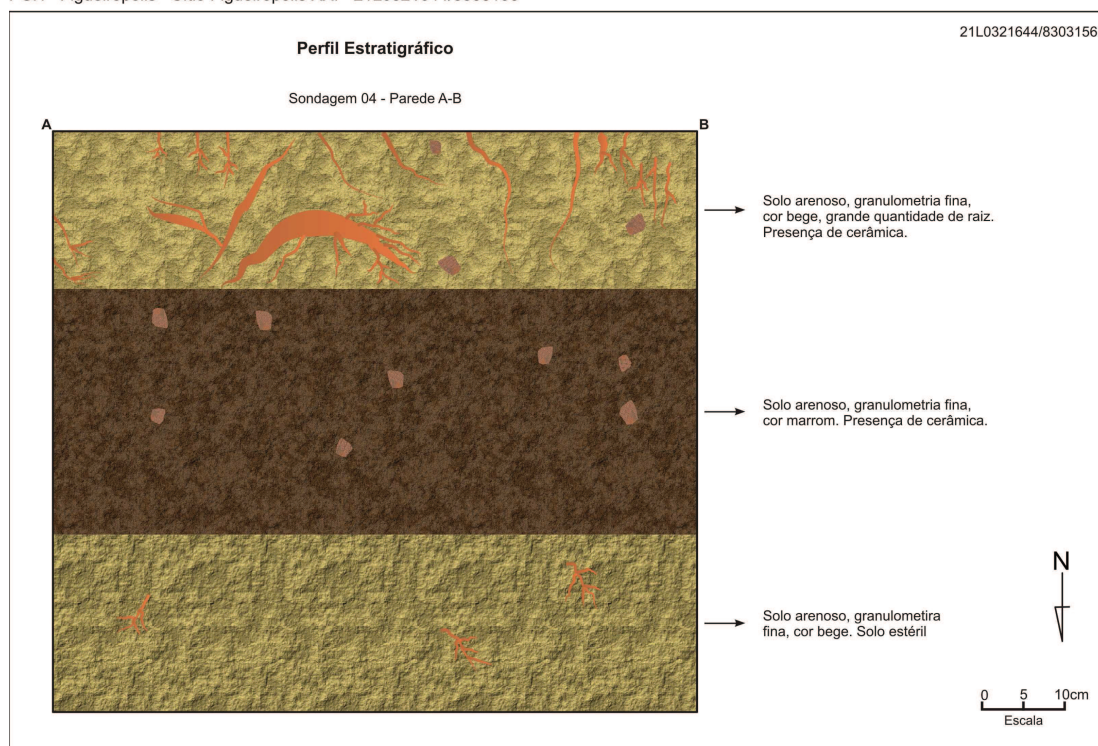 21L0321644/8303156
Perfil Estratigráfico
Sondagem 04 - Parede A-B
A
B
Solo arenoso, granulometria fina,
cor bege, grande quantidade de raiz.
Presença de cerâmica.
Solo arenoso, granulometria fina,
cor marrom. Presença de cerâmica.
Solo arenoso, granulometira
fina, cor bege. Solo estéril
N
0 5 10cm
Escala